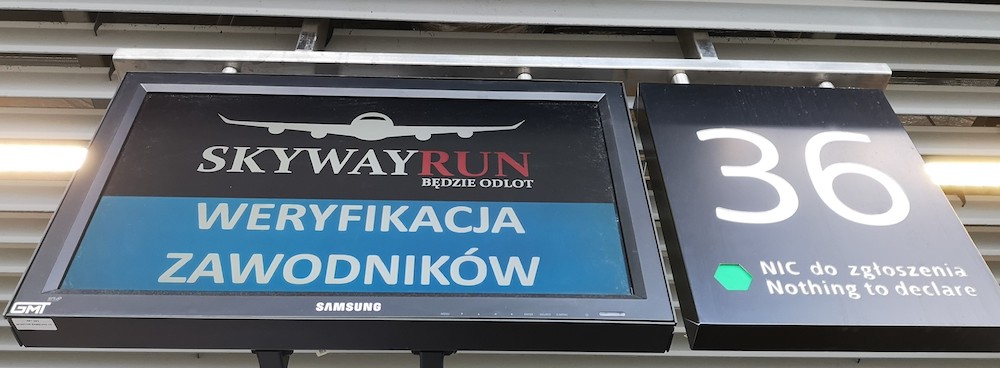 SKYWAYRUN
BĘDZIE ODLOT
WERYFIKACJA
ZAWODNIKÓW
GMT
SAMSUNG
36
NIC do zgłoszenia
Nothing to declare